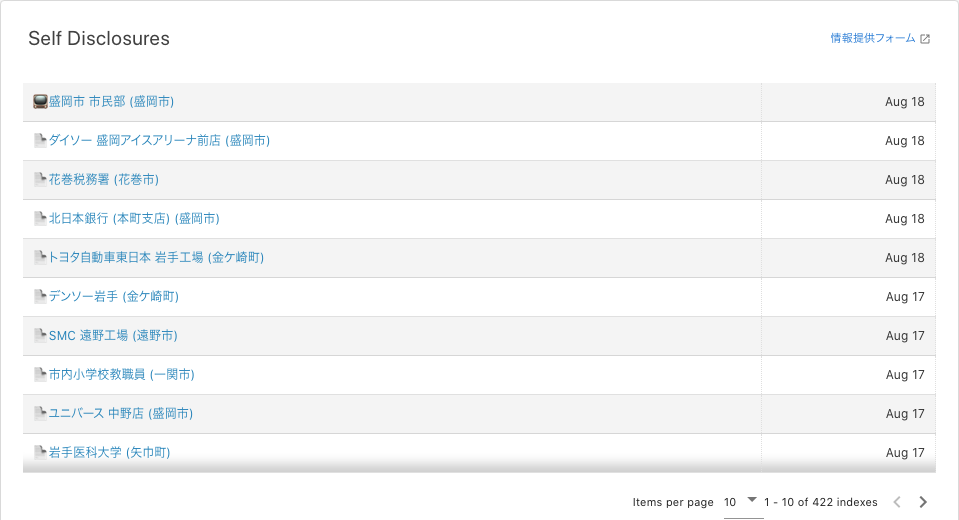 Self Disclosures
情報提供フォーム
盛岡市 市民部 (盛岡市) Aug 18
ダイソー 盛岡アイスアリーナ前店 (盛岡市) Aug 18
花巻税務署 (花巻市) Aug 18
北日本銀行 (本町支店) (盛岡市) Aug 18
トヨタ自動車東日本 岩手工場 (金ケ崎町) Aug 18
デンソー岩手 (金ケ崎町) Aug 17
SMC 遠野工場 (遠野市) Aug 17
市内小学校教職員 (一関市) Aug 17
ユニバース 中野店 (盛岡市) Aug 17
岩手医科大学 (矢巾町) Aug 17
Items per page 10 1 - 10 of 422 indexes